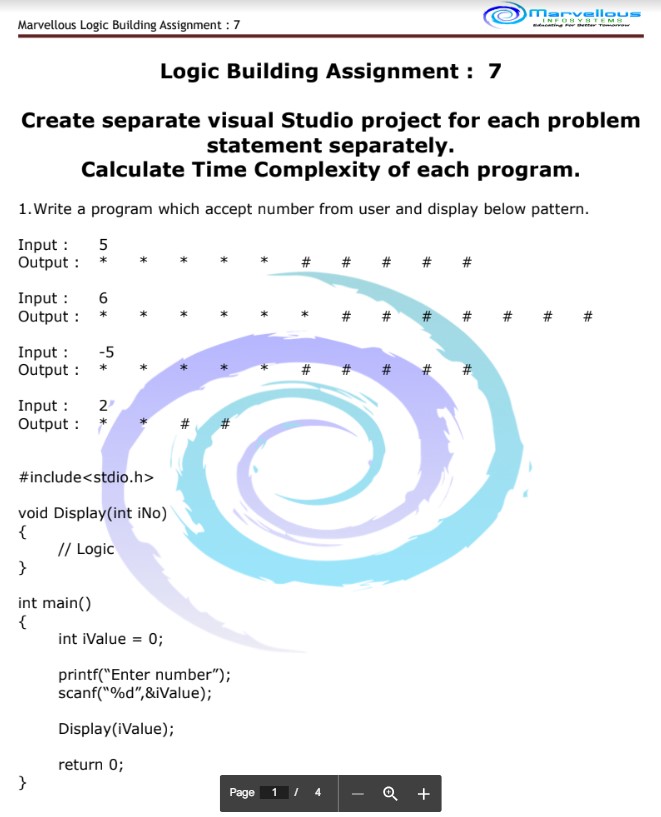 Marvellous Logic Building Assignment : 7
Marvellous
INFOSYSTEMS
Educating for Better Tomorrow
Logic Building Assignment : 7
Create separate visual Studio project for each problem
statement separately.
Calculate Time Complexity of each program.
1.Write a program which accept number from user and display below pattern.
Input : 5
Output : * * * * * # # # # #
Input : 6
Output : * * * * * * # # # # # # #
Input : -5
Output : * * * * * # # # # #
Input : 2
Output : * * # #
#include<stdio.h>
void Display(int iNo)
{
// Logic
}
int main()
{
int iValue = 0;
printf(“Enter number”);
scanf(“%d”,&iValue);
Display(iValue);
return 0;
}
Page 1 / 4